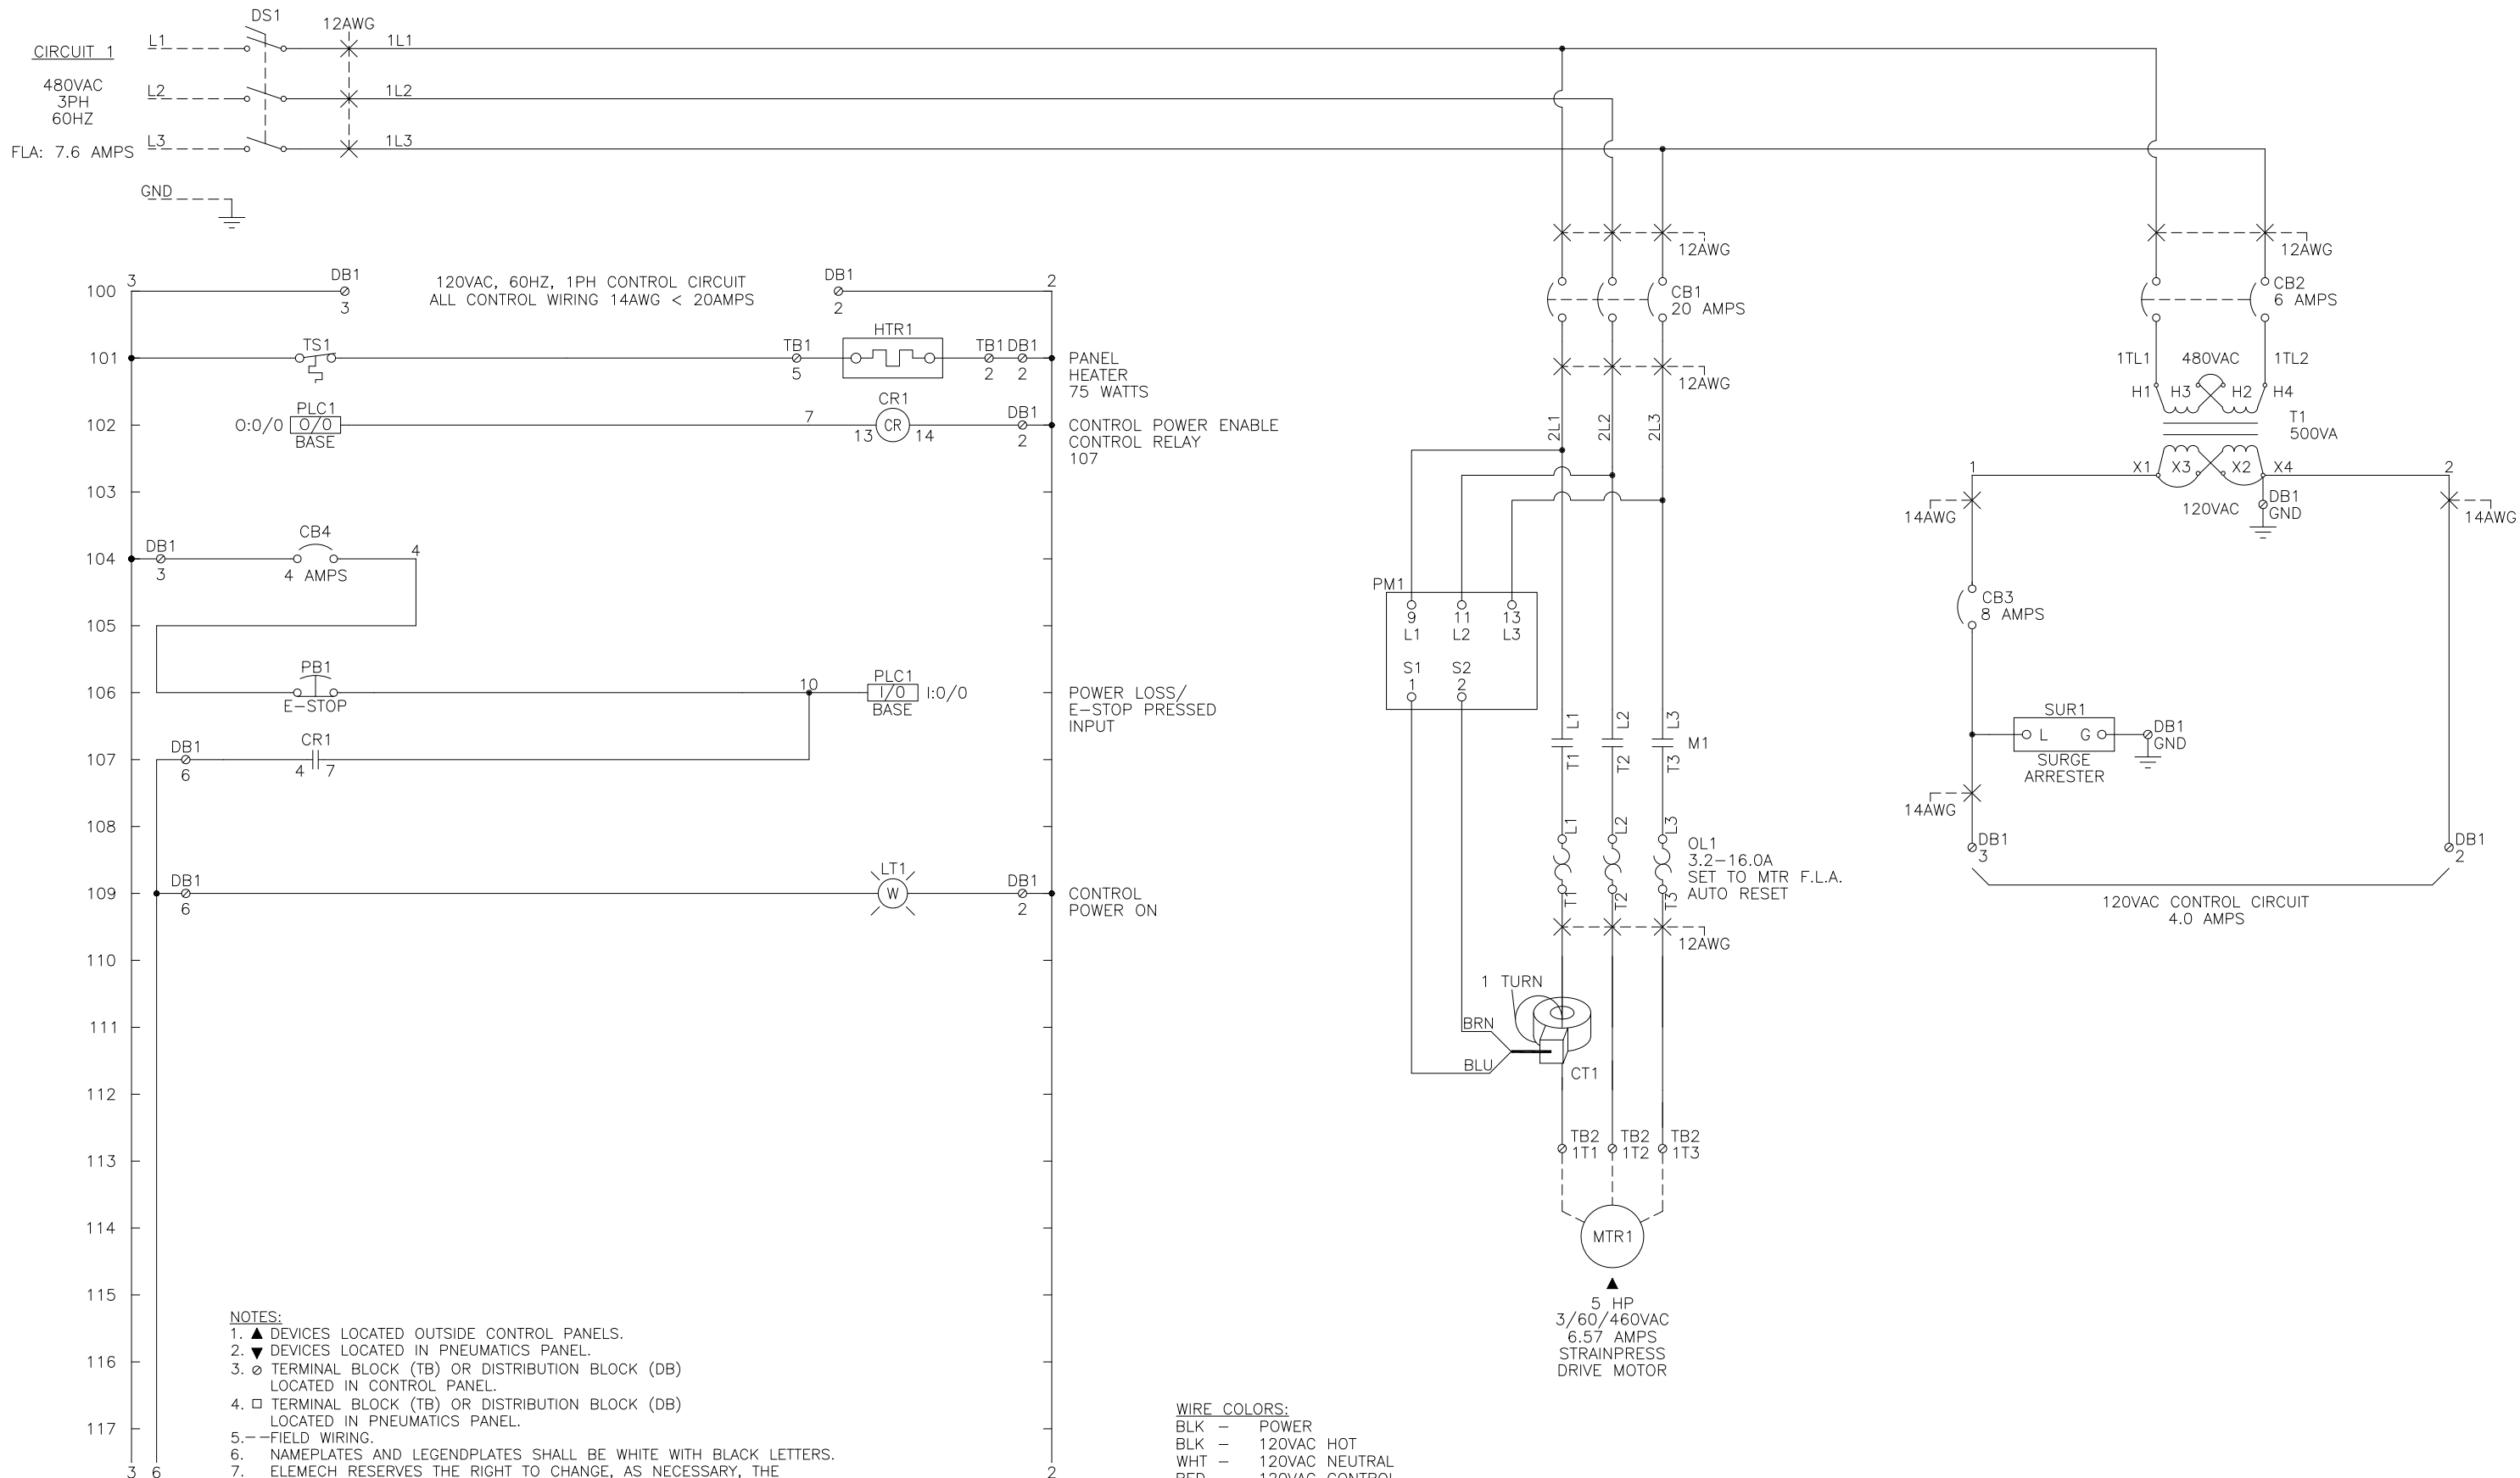 DS1
12AWG
CIRCUIT 1
480VAC
3PH
60HZ
FLA: 7.6 AMPS
L1
L2
L3
GND
1L1
1L2
1L3
12AWG
12AWG
CB1
20 AMPS
CB2
6 AMPS
12AWG
1TL1
480VAC
1TL2
H1
H3
H2
H4
T1
500VA
X1
X3
X2
X4
1
2
120VAC
DB1
GND
14AWG
14AWG
CB3
8 AMPS
SUR1
L
G
DB1
GND
SURGE
ARRESTER
14AWG
DB1
3
DB1
2
120VAC CONTROL CIRCUIT
4.0 AMPS
2L1
2L2
2L3
PM1
9
11
13
L1
L2
L3
S1
S2
1
2
L1
L2
L3
M1
T1
T2
T3
L1
L2
L3
OL1
3.2-16.0A
SET TO MTR F.L.A.
AUTO RESET
T1
T2
T3
12AWG
1 TURN
BRN
BLU
CT1
TB2
1T1
TB2
1T2
TB2
1T3
MTR1
▲
5 HP
3/60/460VAC
6.57 AMPS
STRAINPRESS
DRIVE MOTOR
100
3
DB1
3
120VAC, 60HZ, 1PH CONTROL CIRCUIT
ALL CONTROL WIRING 14AWG < 20AMPS
DB1
2
2
101
TS1
TB1
5
HTR1
TB1
2
DB1
2
PANEL
HEATER
75 WATTS
102
O:0/0
PLC1
O/0
BASE
7
CR1
13
CR
14
DB1
2
CONTROL POWER ENABLE
CONTROL RELAY
107
103
104
DB1
3
CB4
4 AMPS
4
105
106
PB1
E-STOP
10
PLC1
I/0
BASE
I:0/0
POWER LOSS/
E-STOP PRESSED
INPUT
107
DB1
6
CR1
4
7
108
109
DB1
6
LT1
W
DB1
2
CONTROL
POWER ON
110
111
112
113
114
115
116
117
3
6
2
NOTES:
1. ▲ DEVICES LOCATED OUTSIDE CONTROL PANELS.
2. ▼ DEVICES LOCATED IN PNEUMATICS PANEL.
3. ⊘ TERMINAL BLOCK (TB) OR DISTRIBUTION BLOCK (DB)
LOCATED IN CONTROL PANEL.
4. □ TERMINAL BLOCK (TB) OR DISTRIBUTION BLOCK (DB)
LOCATED IN PNEUMATICS PANEL.
5.--FIELD WIRING.
6. NAMEPLATES AND LEGENDPLATES SHALL BE WHITE WITH BLACK LETTERS.
7. ELEMECH RESERVES THE RIGHT TO CHANGE, AS NECESSARY, THE
WIRE COLORS:
BLK - POWER
BLK - 120VAC HOT
WHT - 120VAC NEUTRAL
RED - 120VAC CONTROL